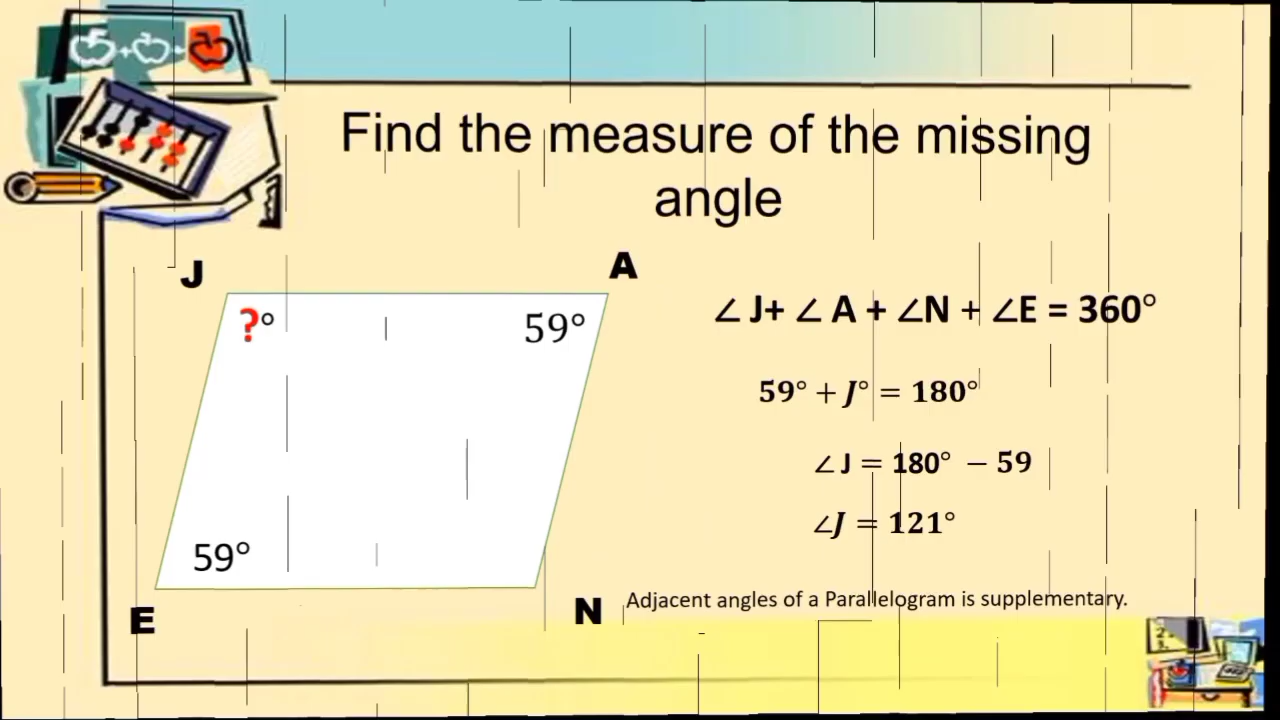 Find the measure of the missing
angle
J
A
?°
59°
∠ J+ ∠ A + ∠N + ∠E = 360°
59° + J° = 180°
∠ J = 180° − 59
∠J = 121°
59°
E
N
Adjacent angles of a Parallelogram is supplementary.